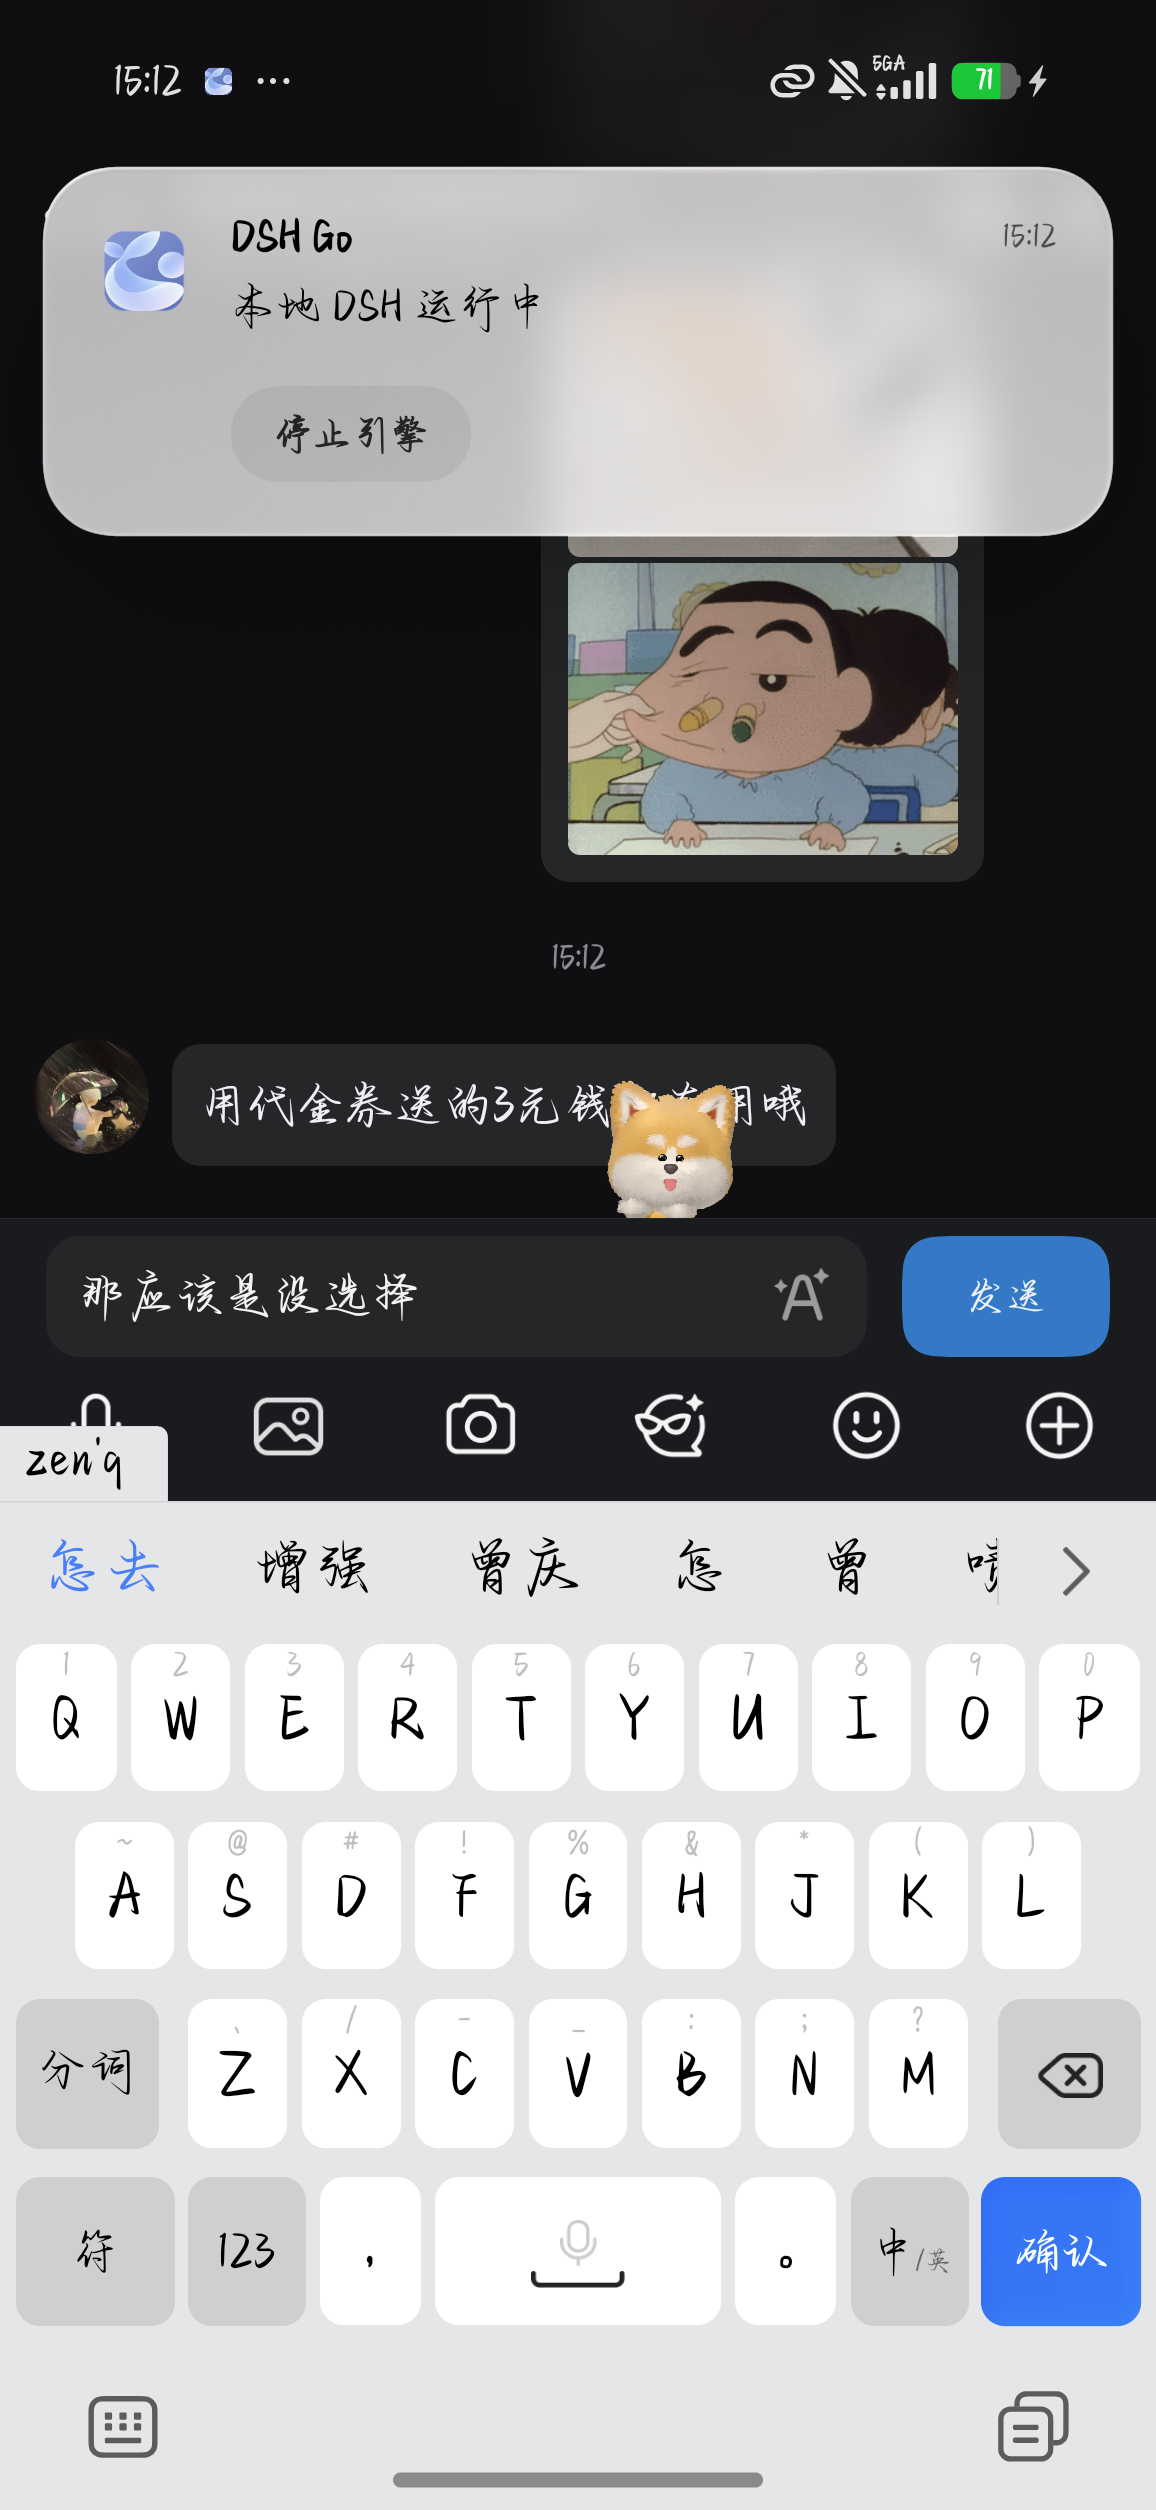 15:12
5GA
71
DSH Go
15:12
本地 DSH 运行中
停止引擎
15:12
用代金券送的3元钱 用哦
那应该是没选择
发送
zen'q
怎去 增强 曾庆 怎 曾
1 2 3 4 5 6 7 8 9 0
Q W E R T Y U I O P
~ @ # ! % & * ( )
A S D F G H J K L
、 / - _ : ; ?
分词 Z X C V B N M
符 123 , 。 中/英 确认